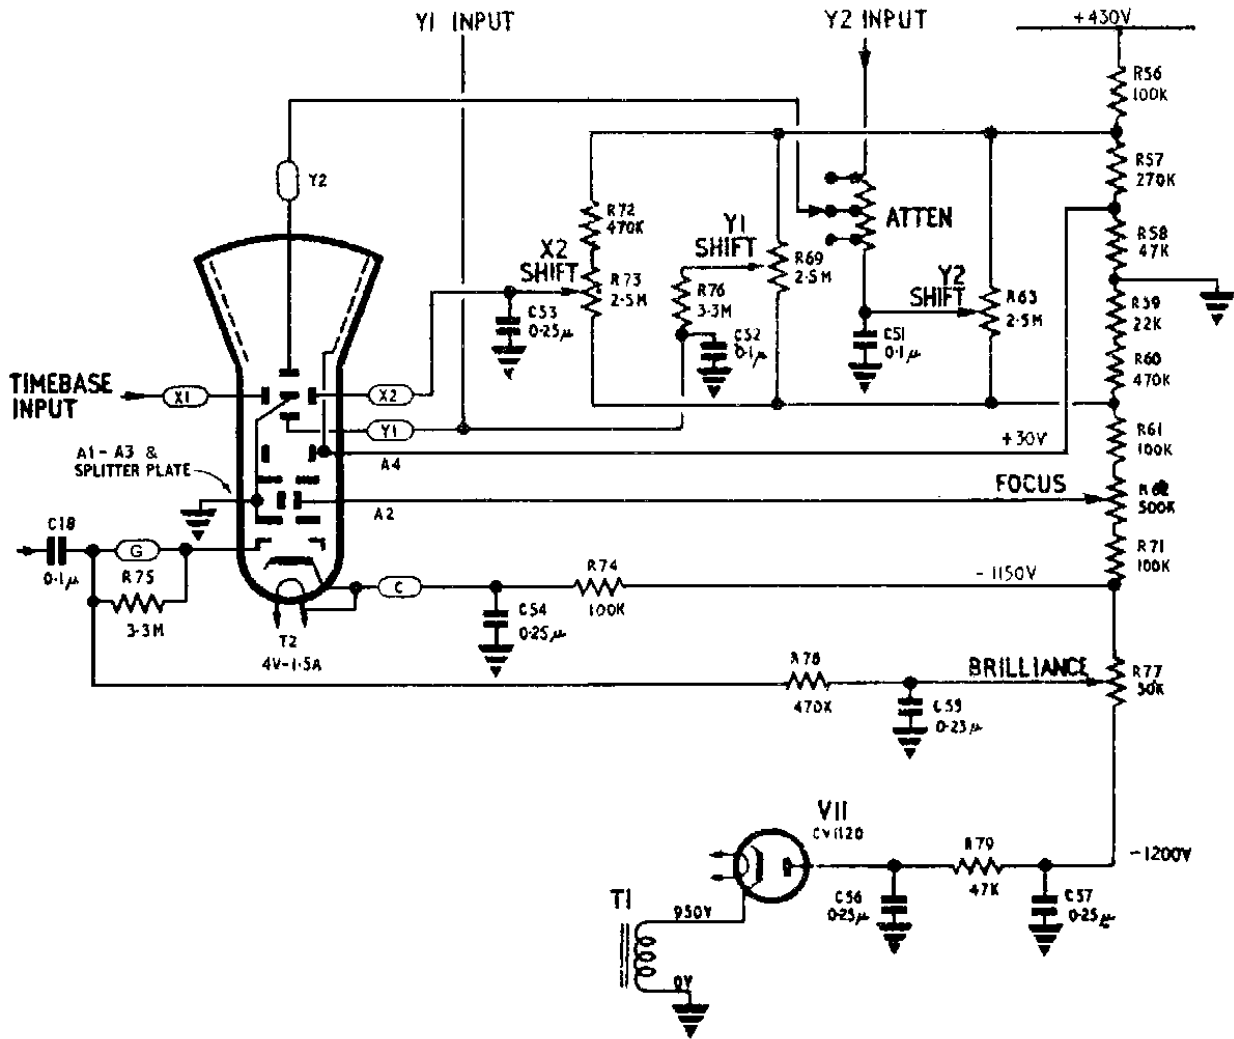 Y1 INPUT
Y2 INPUT
+430V
R56
100K
R57
270K
Y2
R72
470K
ATTEN
Y1
SHIFT
R58
47K
X2
SHIFT
R73
2·5M
R69
2·5M
R76
3·3M
Y2
SHIFT
R63
2·5M
R59
22K
C53
0·25μ
C52
0·1μ
C51
0·1μ
R60
470K
TIMEBASE
INPUT
X1
X2
Y1
A1-A3 &
SPLITTER PLATE
A4
+30V
R61
100K
FOCUS
R62
500K
A2
C18
0·1μ
G
R75
3·3M
R71
100K
C
R74
100K
-1150V
C54
0·25μ
T2
4V-1·5A
R78
470K
BRILLIANCE
R77
50K
0·25μ
V11
CV1120
R79
47K
-1200V
C56
0·25μ
C57
0·25μ
T1
950V
0V